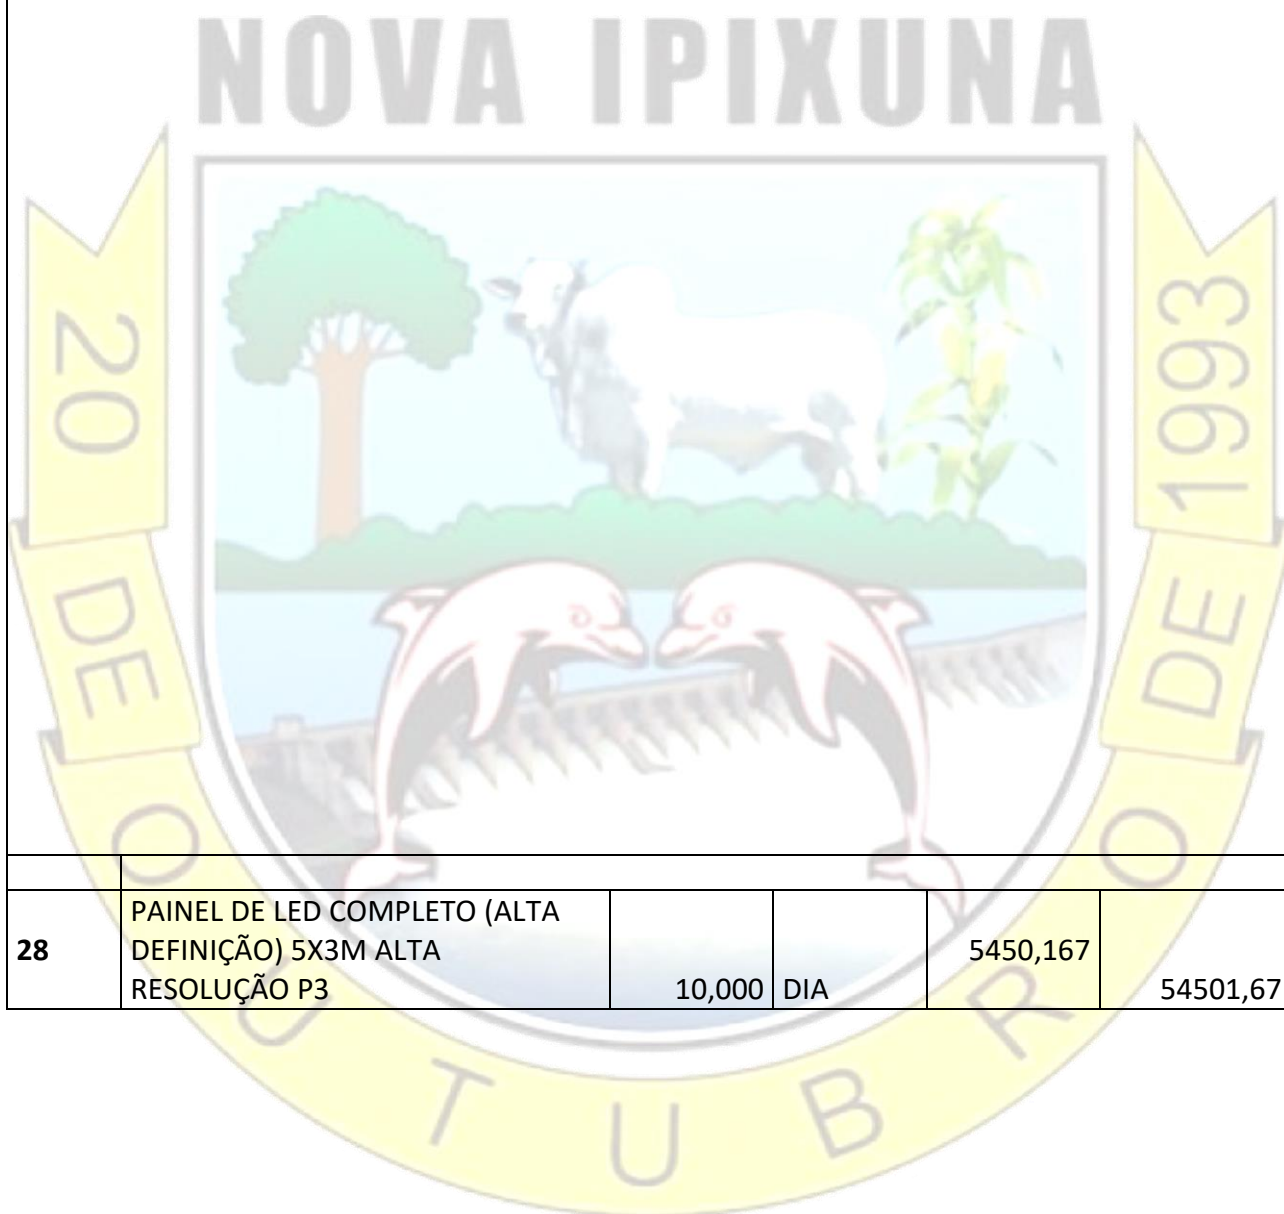 NOVA IPIXUNA
20 DE OUTUBRO DE 1993
28 PAINEL DE LED COMPLETO (ALTA
DEFINIÇÃO) 5X3M ALTA 5450,167
RESOLUÇÃO P3 10,000 DIA 54501,67